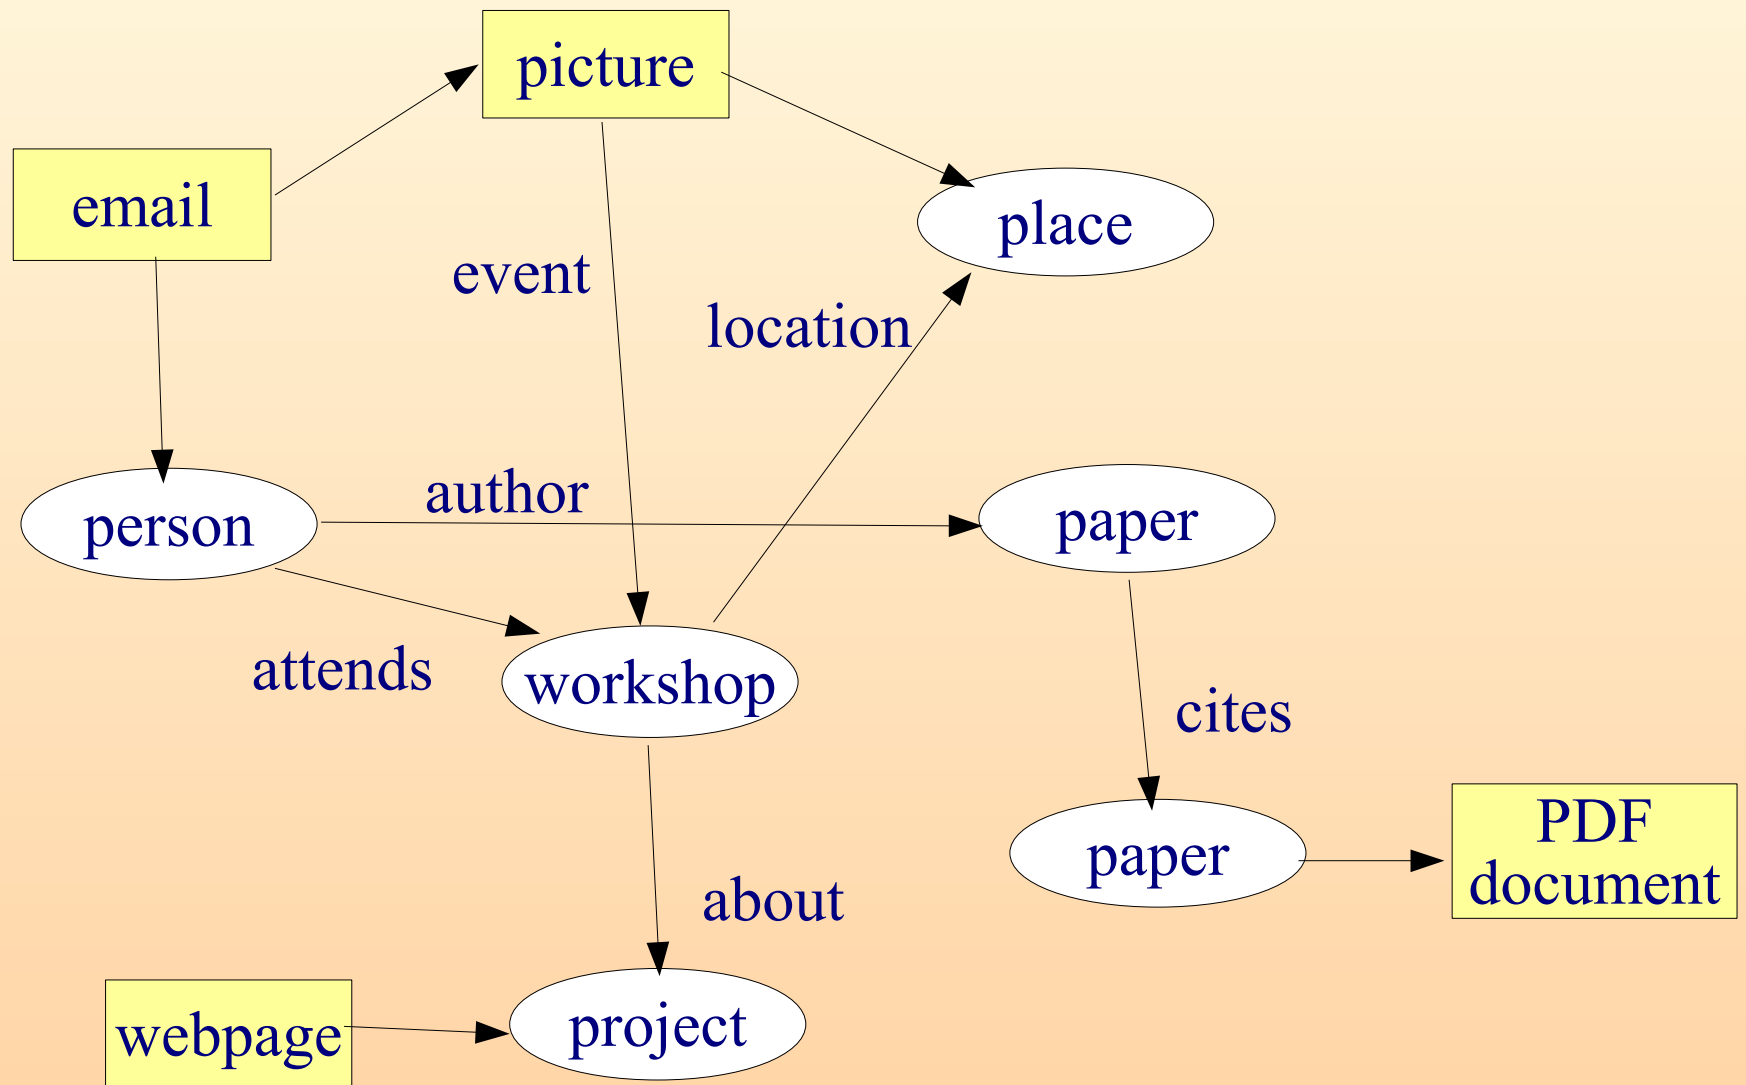 picture
email
place
event
location
author
person
paper
attends
workshop
cites
PDF
document
paper
about
webpage
project